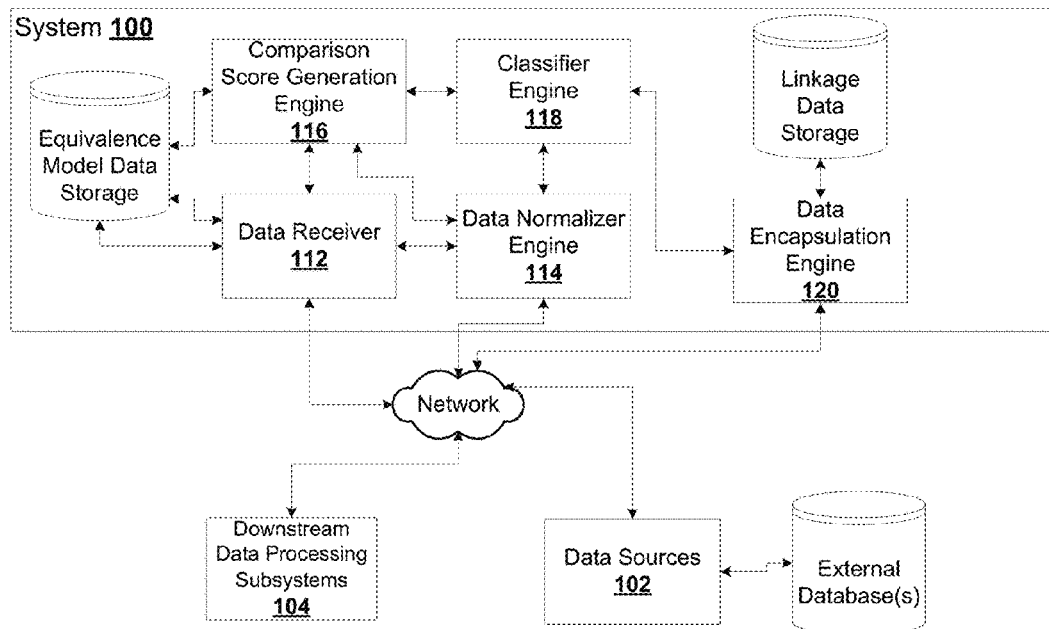 System 100
Comparison
Score Generation
Engine
116
Classifier
Engine
118
Linkage
Data
Storage
Equivalence
Model Data
Storage
Data Receiver
112
Data Normalizer
Engine
114
Data
Encapsulation
Engine
120
Network
Downstream
Data Processing
Subsystems
104
Data Sources
102
External
Database(s)